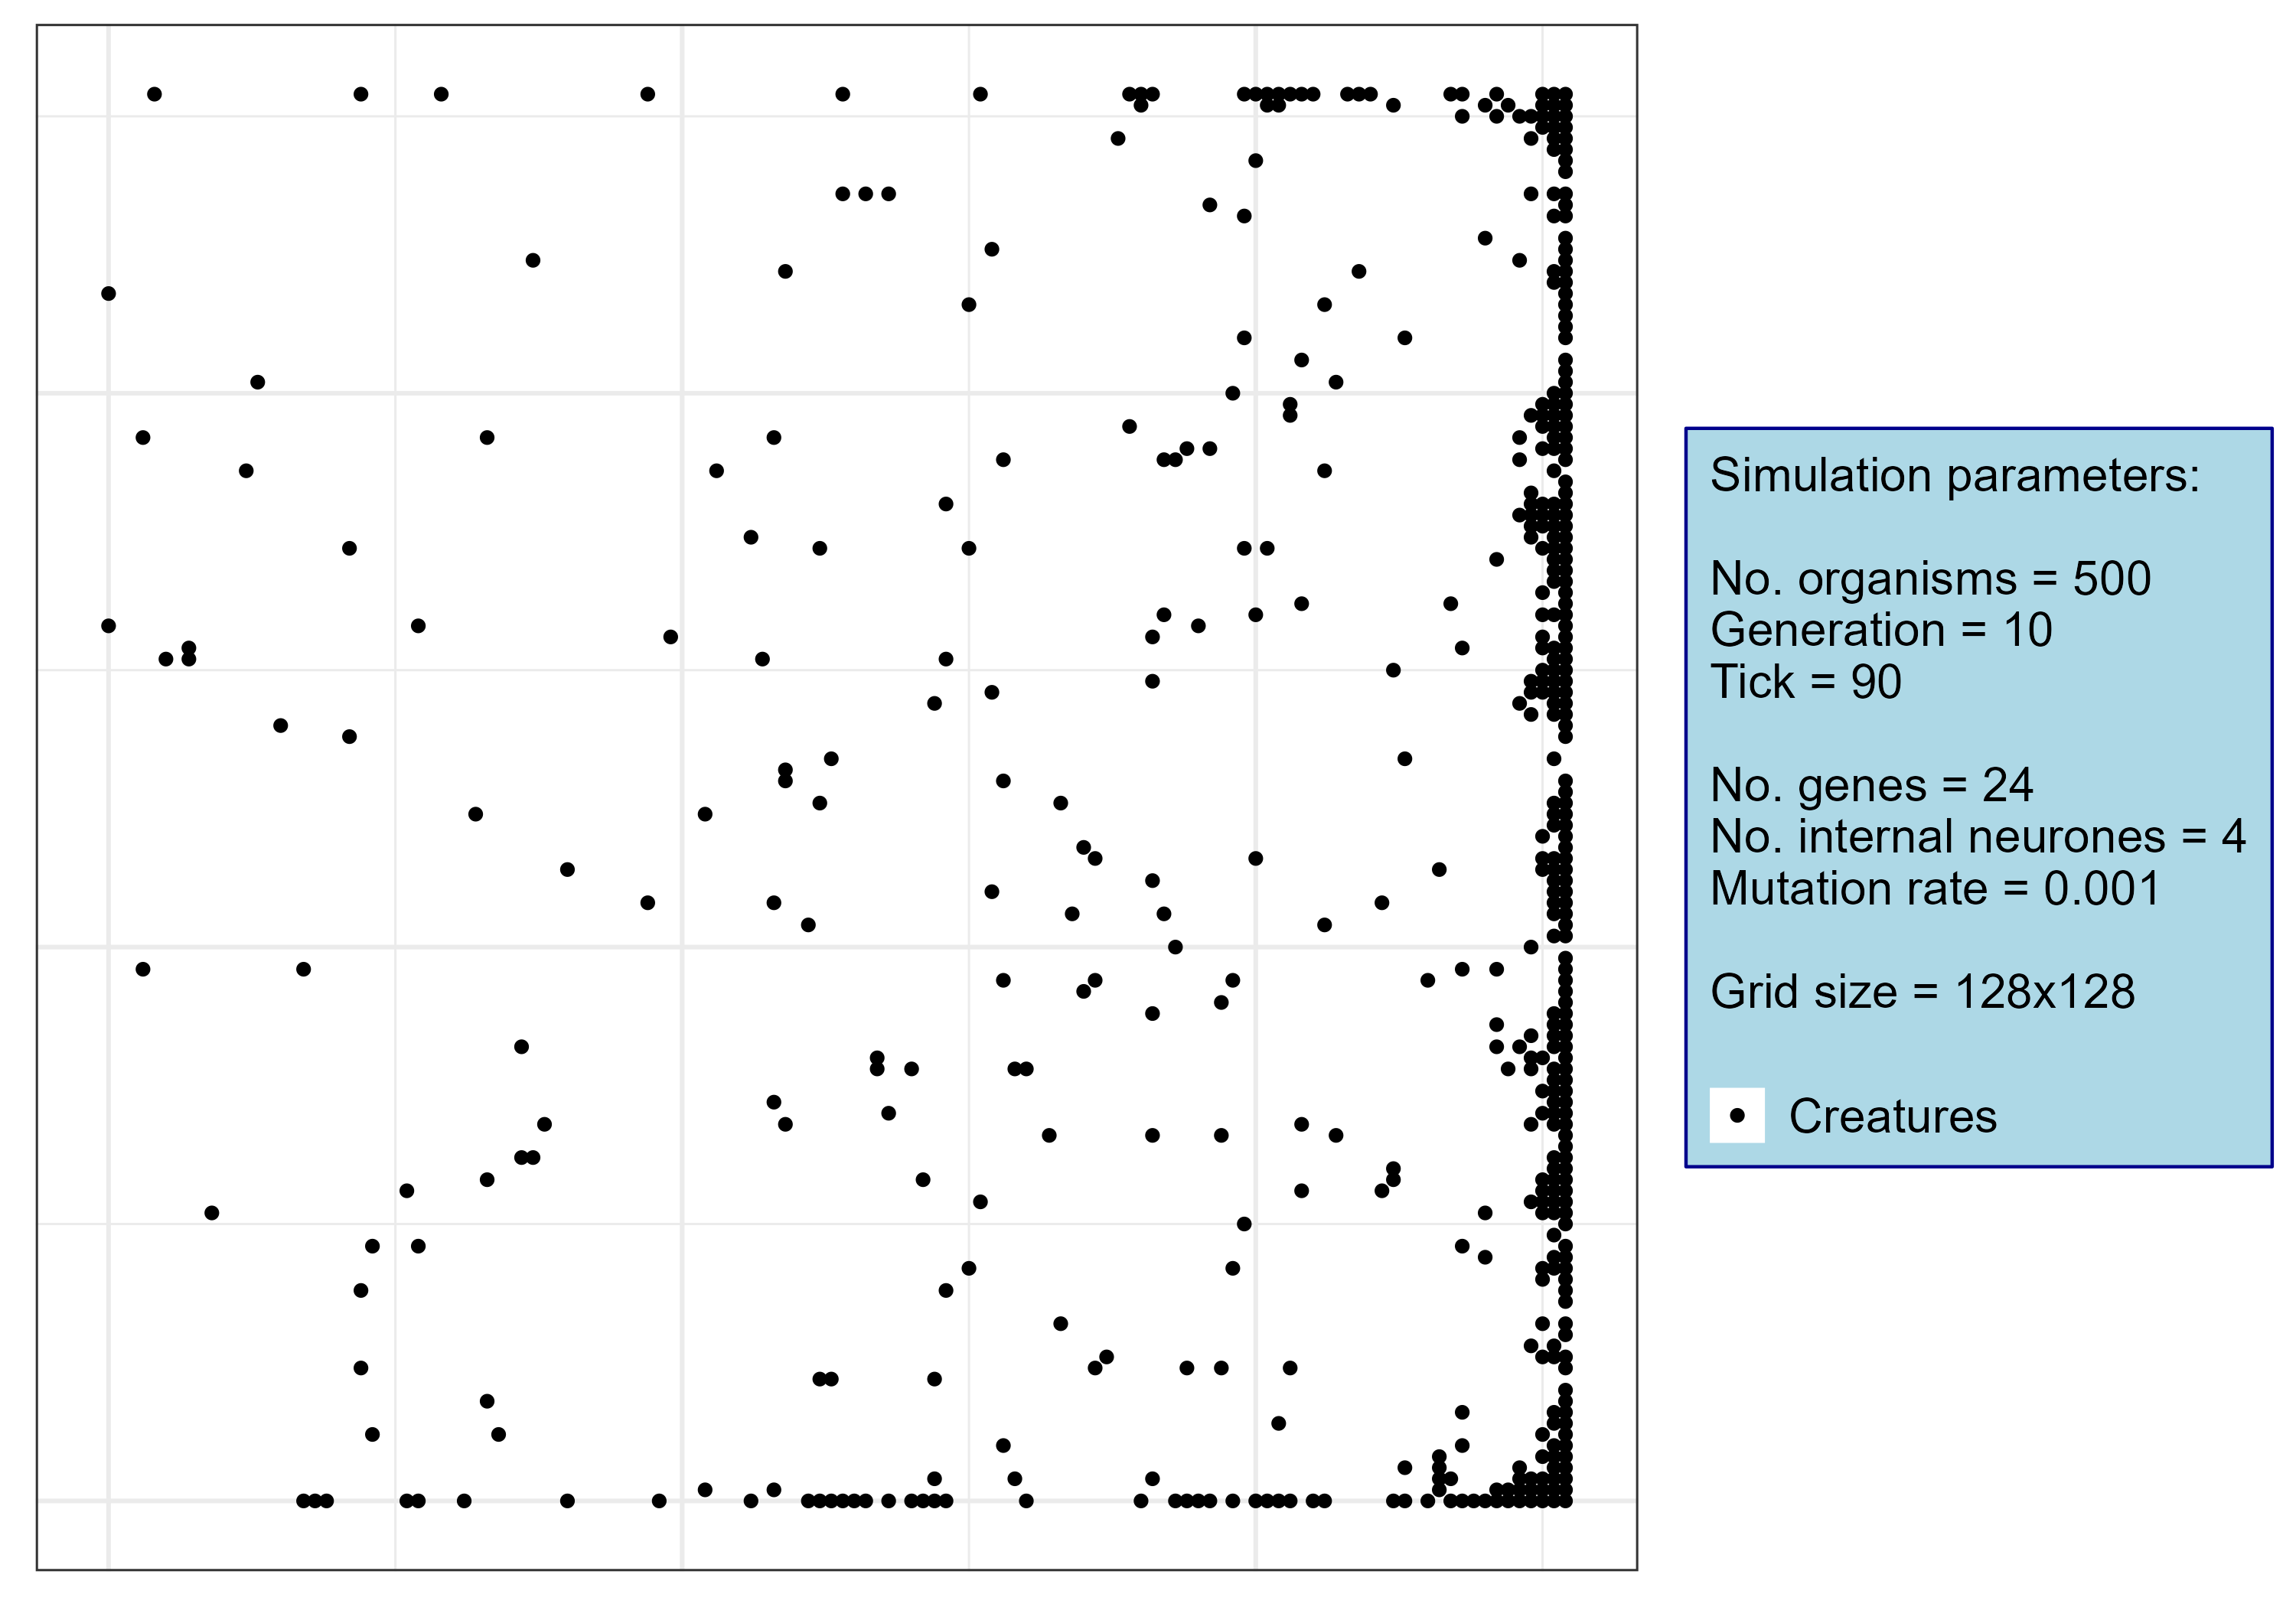 Simulation parameters:
No. organisms = 500
Generation = 10
Tick = 90
No. genes = 24
No. internal neurones = 4
Mutation rate = 0.001
Grid size = 128x128
Creatures